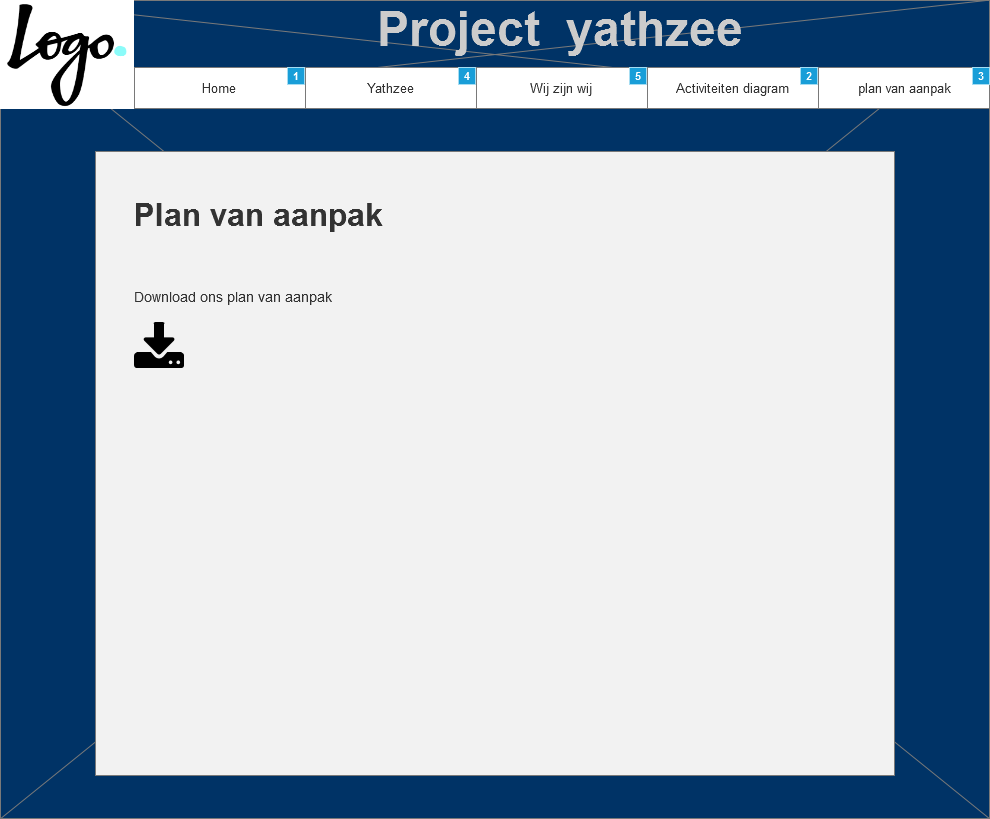 Logo.
Project yathzee
1
4
5
2
3
Home
Yathzee
Wij zijn wij
Activiteiten diagram
plan van aanpak
Plan van aanpak
Download ons plan van aanpak